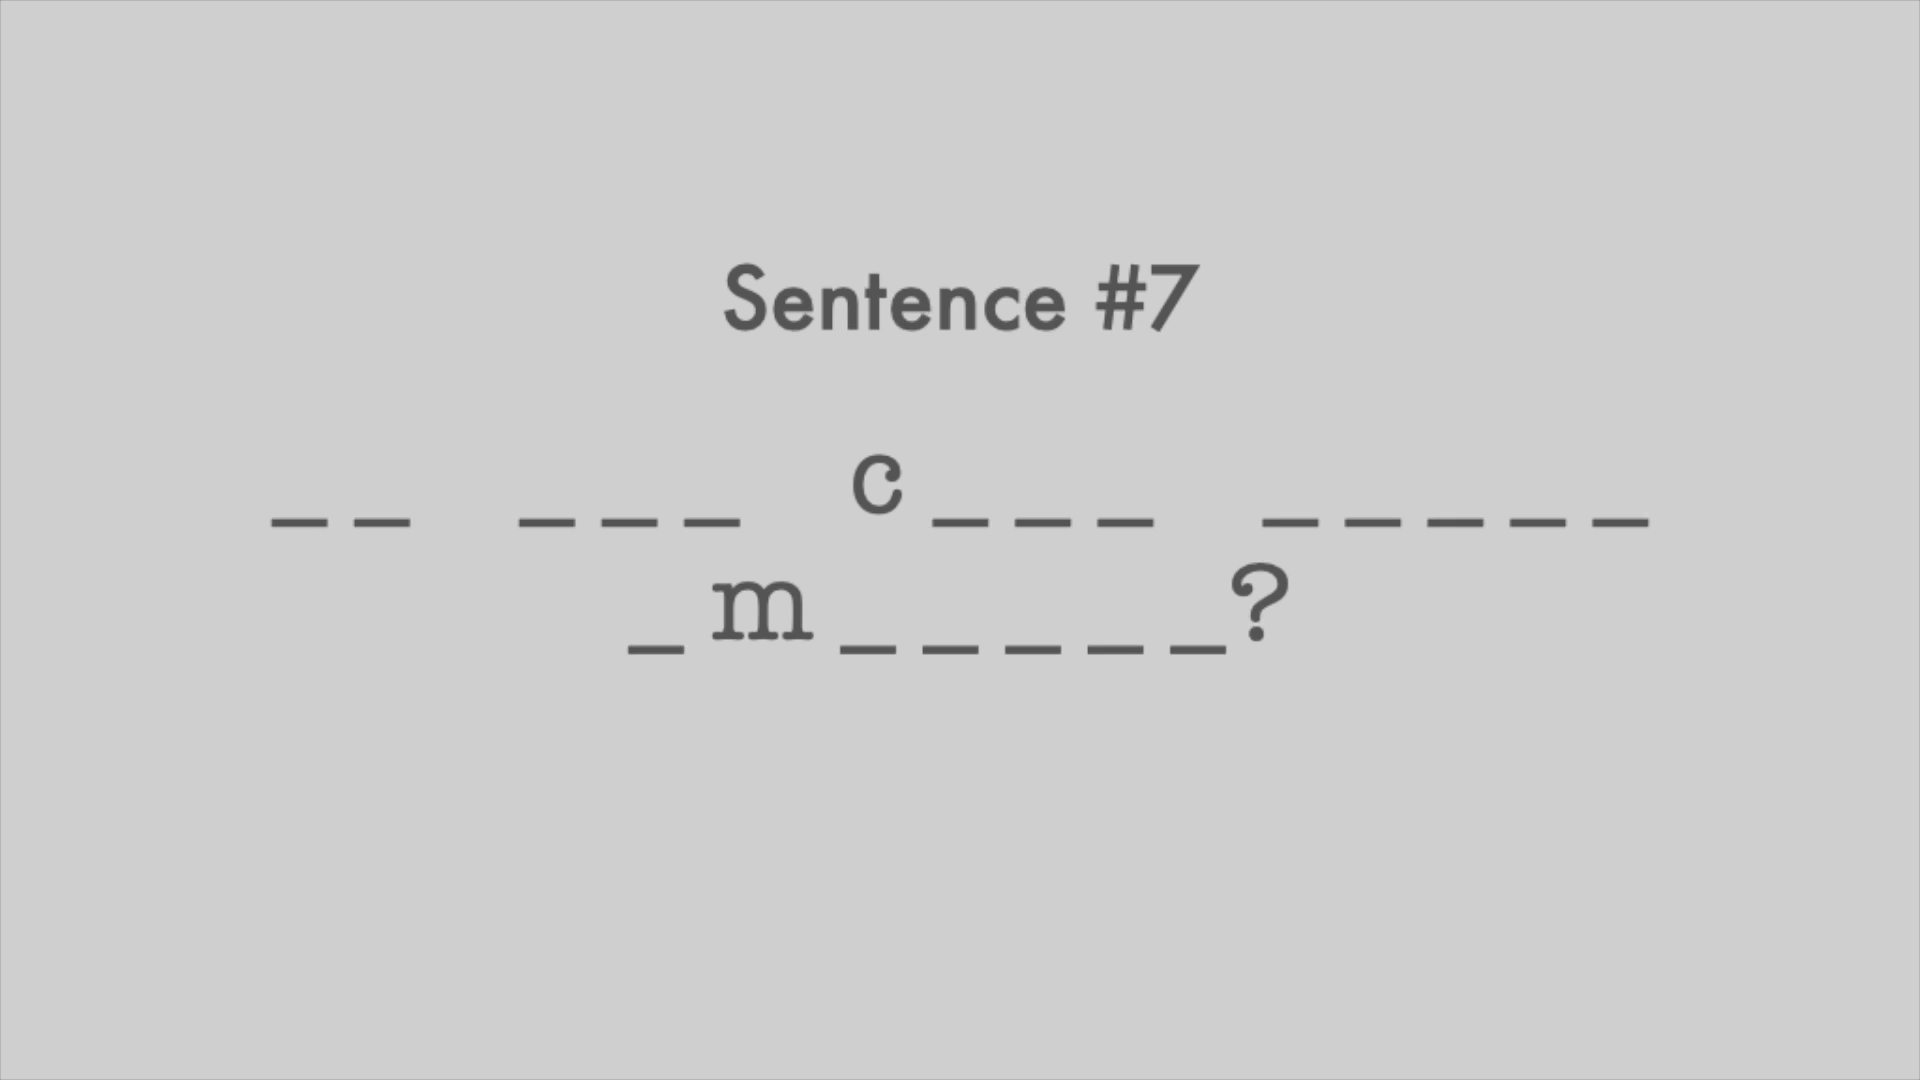 Sentence #7
_ _  _ _ _  c _ _ _  _ _ _ _ _
_ m _ _ _ _ _?